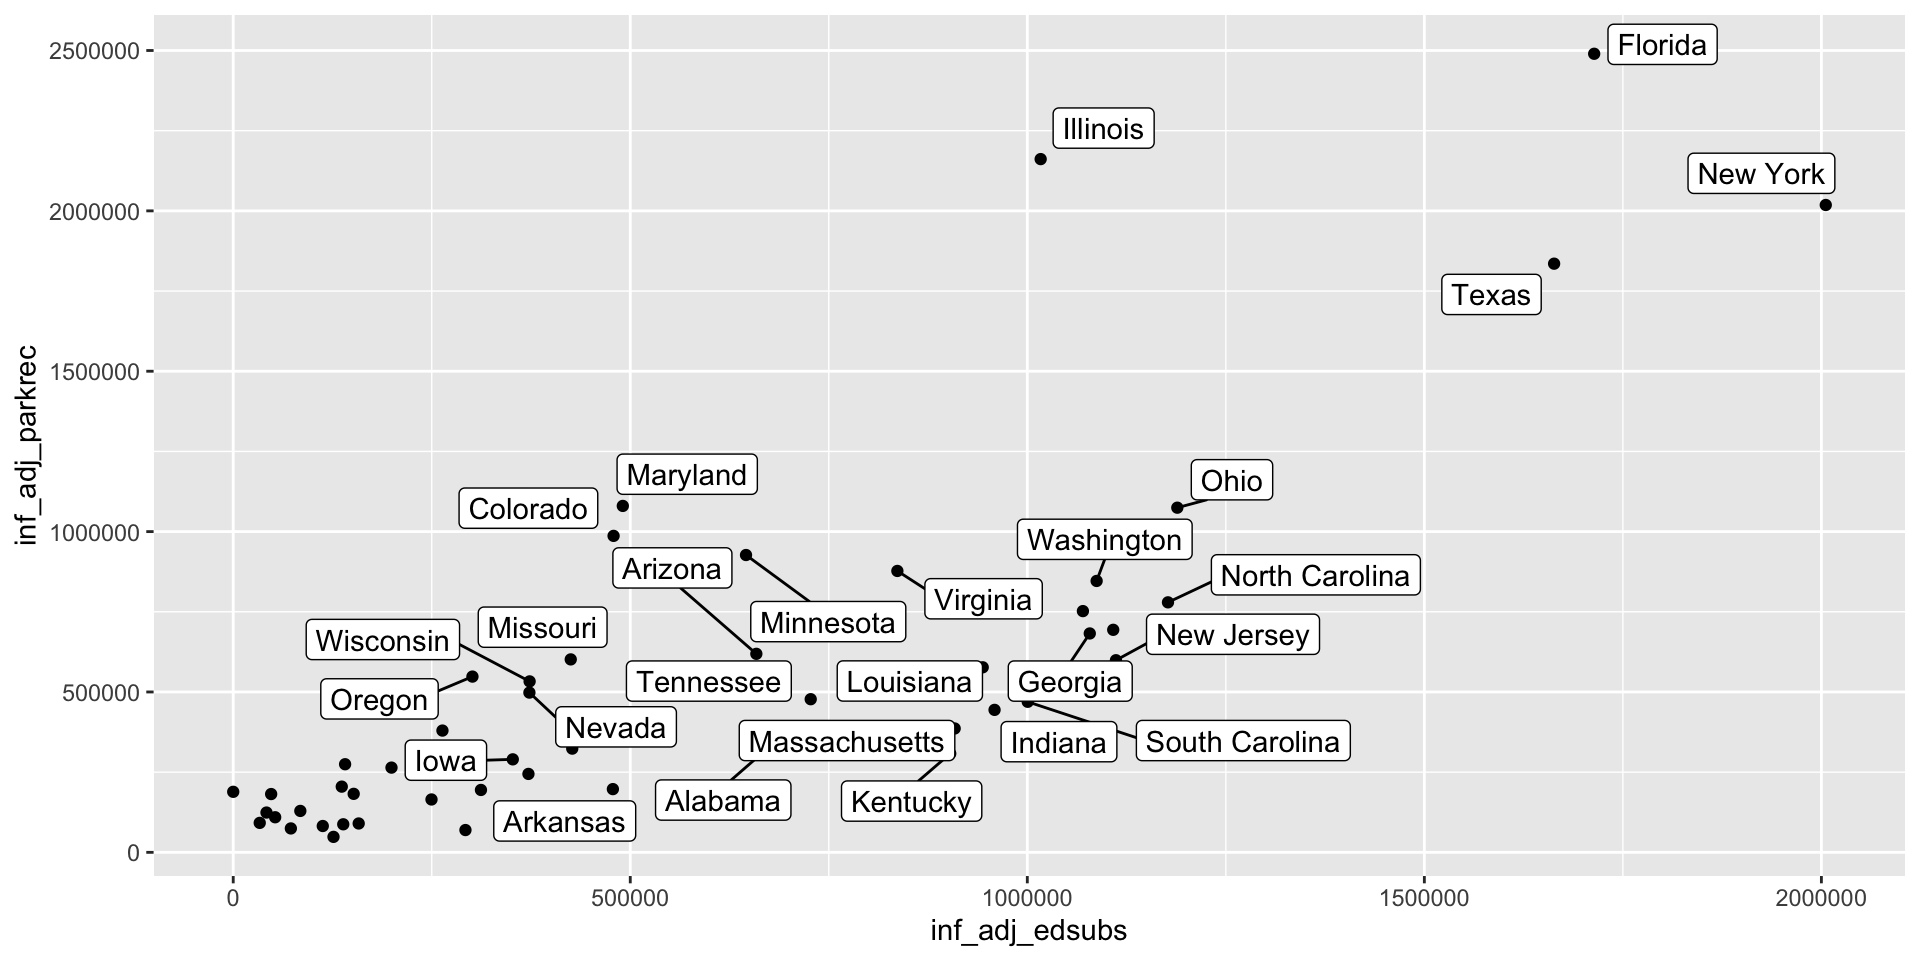 2500000
Florida
Illinois
New York
2000000
Texas
1500000
inf_adj_parkrec
Maryland
Ohio
Colorado
1000000
Washington
Arizona
North Carolina
Virginia
Minnesota
Missouri
Wisconsin
New Jersey
Tennessee
Louisiana
Georgia
500000
Oregon
Nevada
Massachusetts
Indiana
South Carolina
Iowa
Alabama
Kentucky
Arkansas
0
0
500000
1000000
1500000
2000000
inf_adj_edsubs